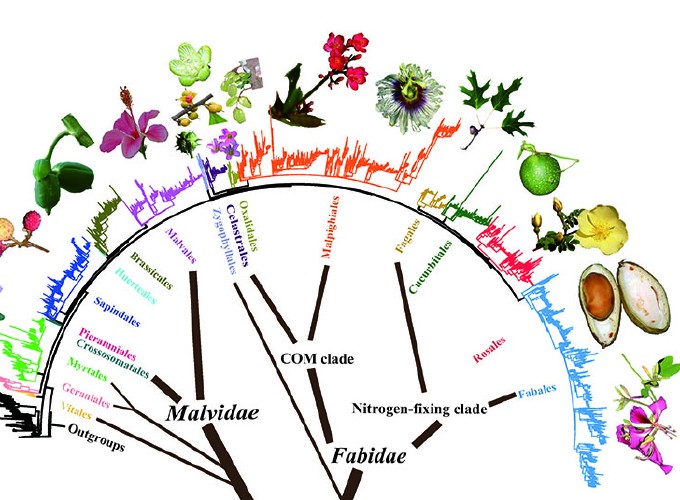 Oxalidales
Celastrales
Zygophyllales
Malpighiales
Fagales
Cucurbitales
Malvales
Brassicales
Huerteales
Sapindales
Picramniales
Crossosomatales
Myrtales
Geraniales
Vitales
Outgroups
Rosales
Fabales
COM clade
Nitrogen-fixing clade
Malvidae
Fabidae